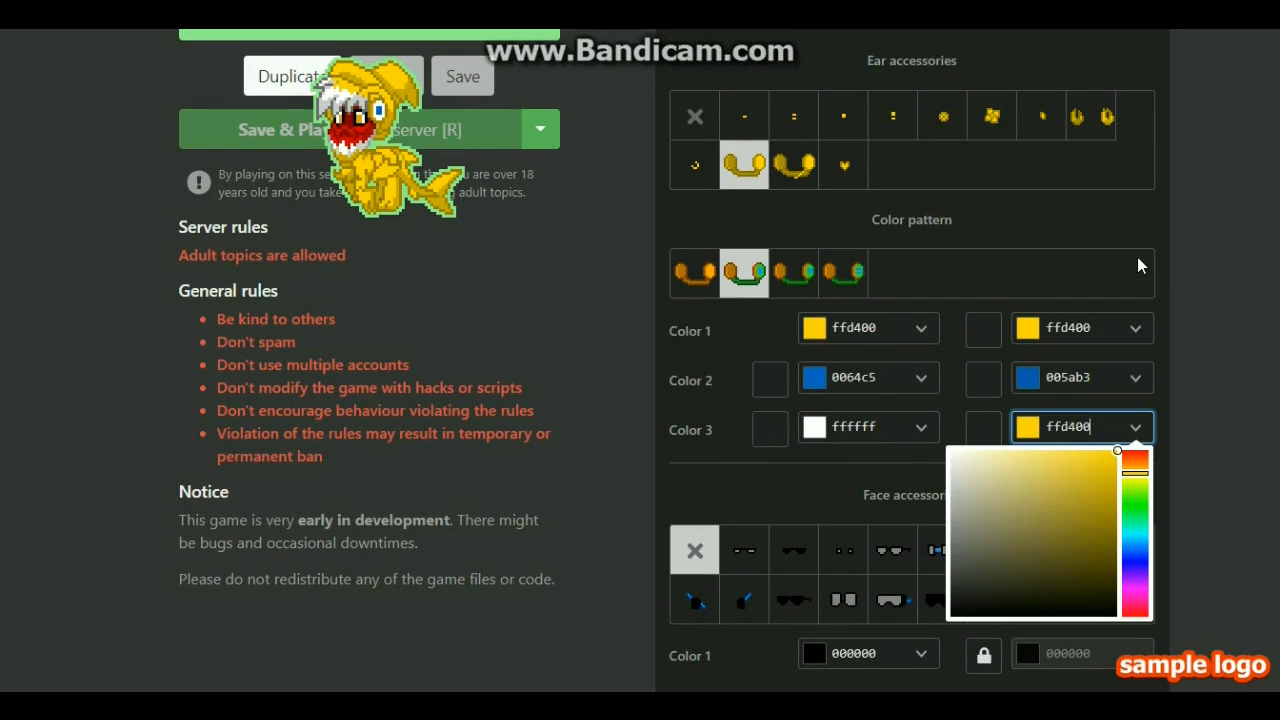 www.Bandicam.com
Duplicat
Save
Save & Pla
server [R]
By playing on this se
u are over 18
years old and you take
adult topics.
Server rules
Adult topics are allowed
General rules
Be kind to others
Don't spam
Don't use multiple accounts
Don't modify the game with hacks or scripts
Don't encourage behaviour violating the rules
Violation of the rules may result in temporary or
permanent ban
Notice
This game is very early in development. There might
be bugs and occasional downtimes.
Please do not redistribute any of the game files or code.
Ear accessories
Color pattern
Color 1
ffd400
ffd400
Color 2
0064c5
005ab3
Color 3
ffffff
ffd400
Face accessor
Color 1
000000
000000
sample logo